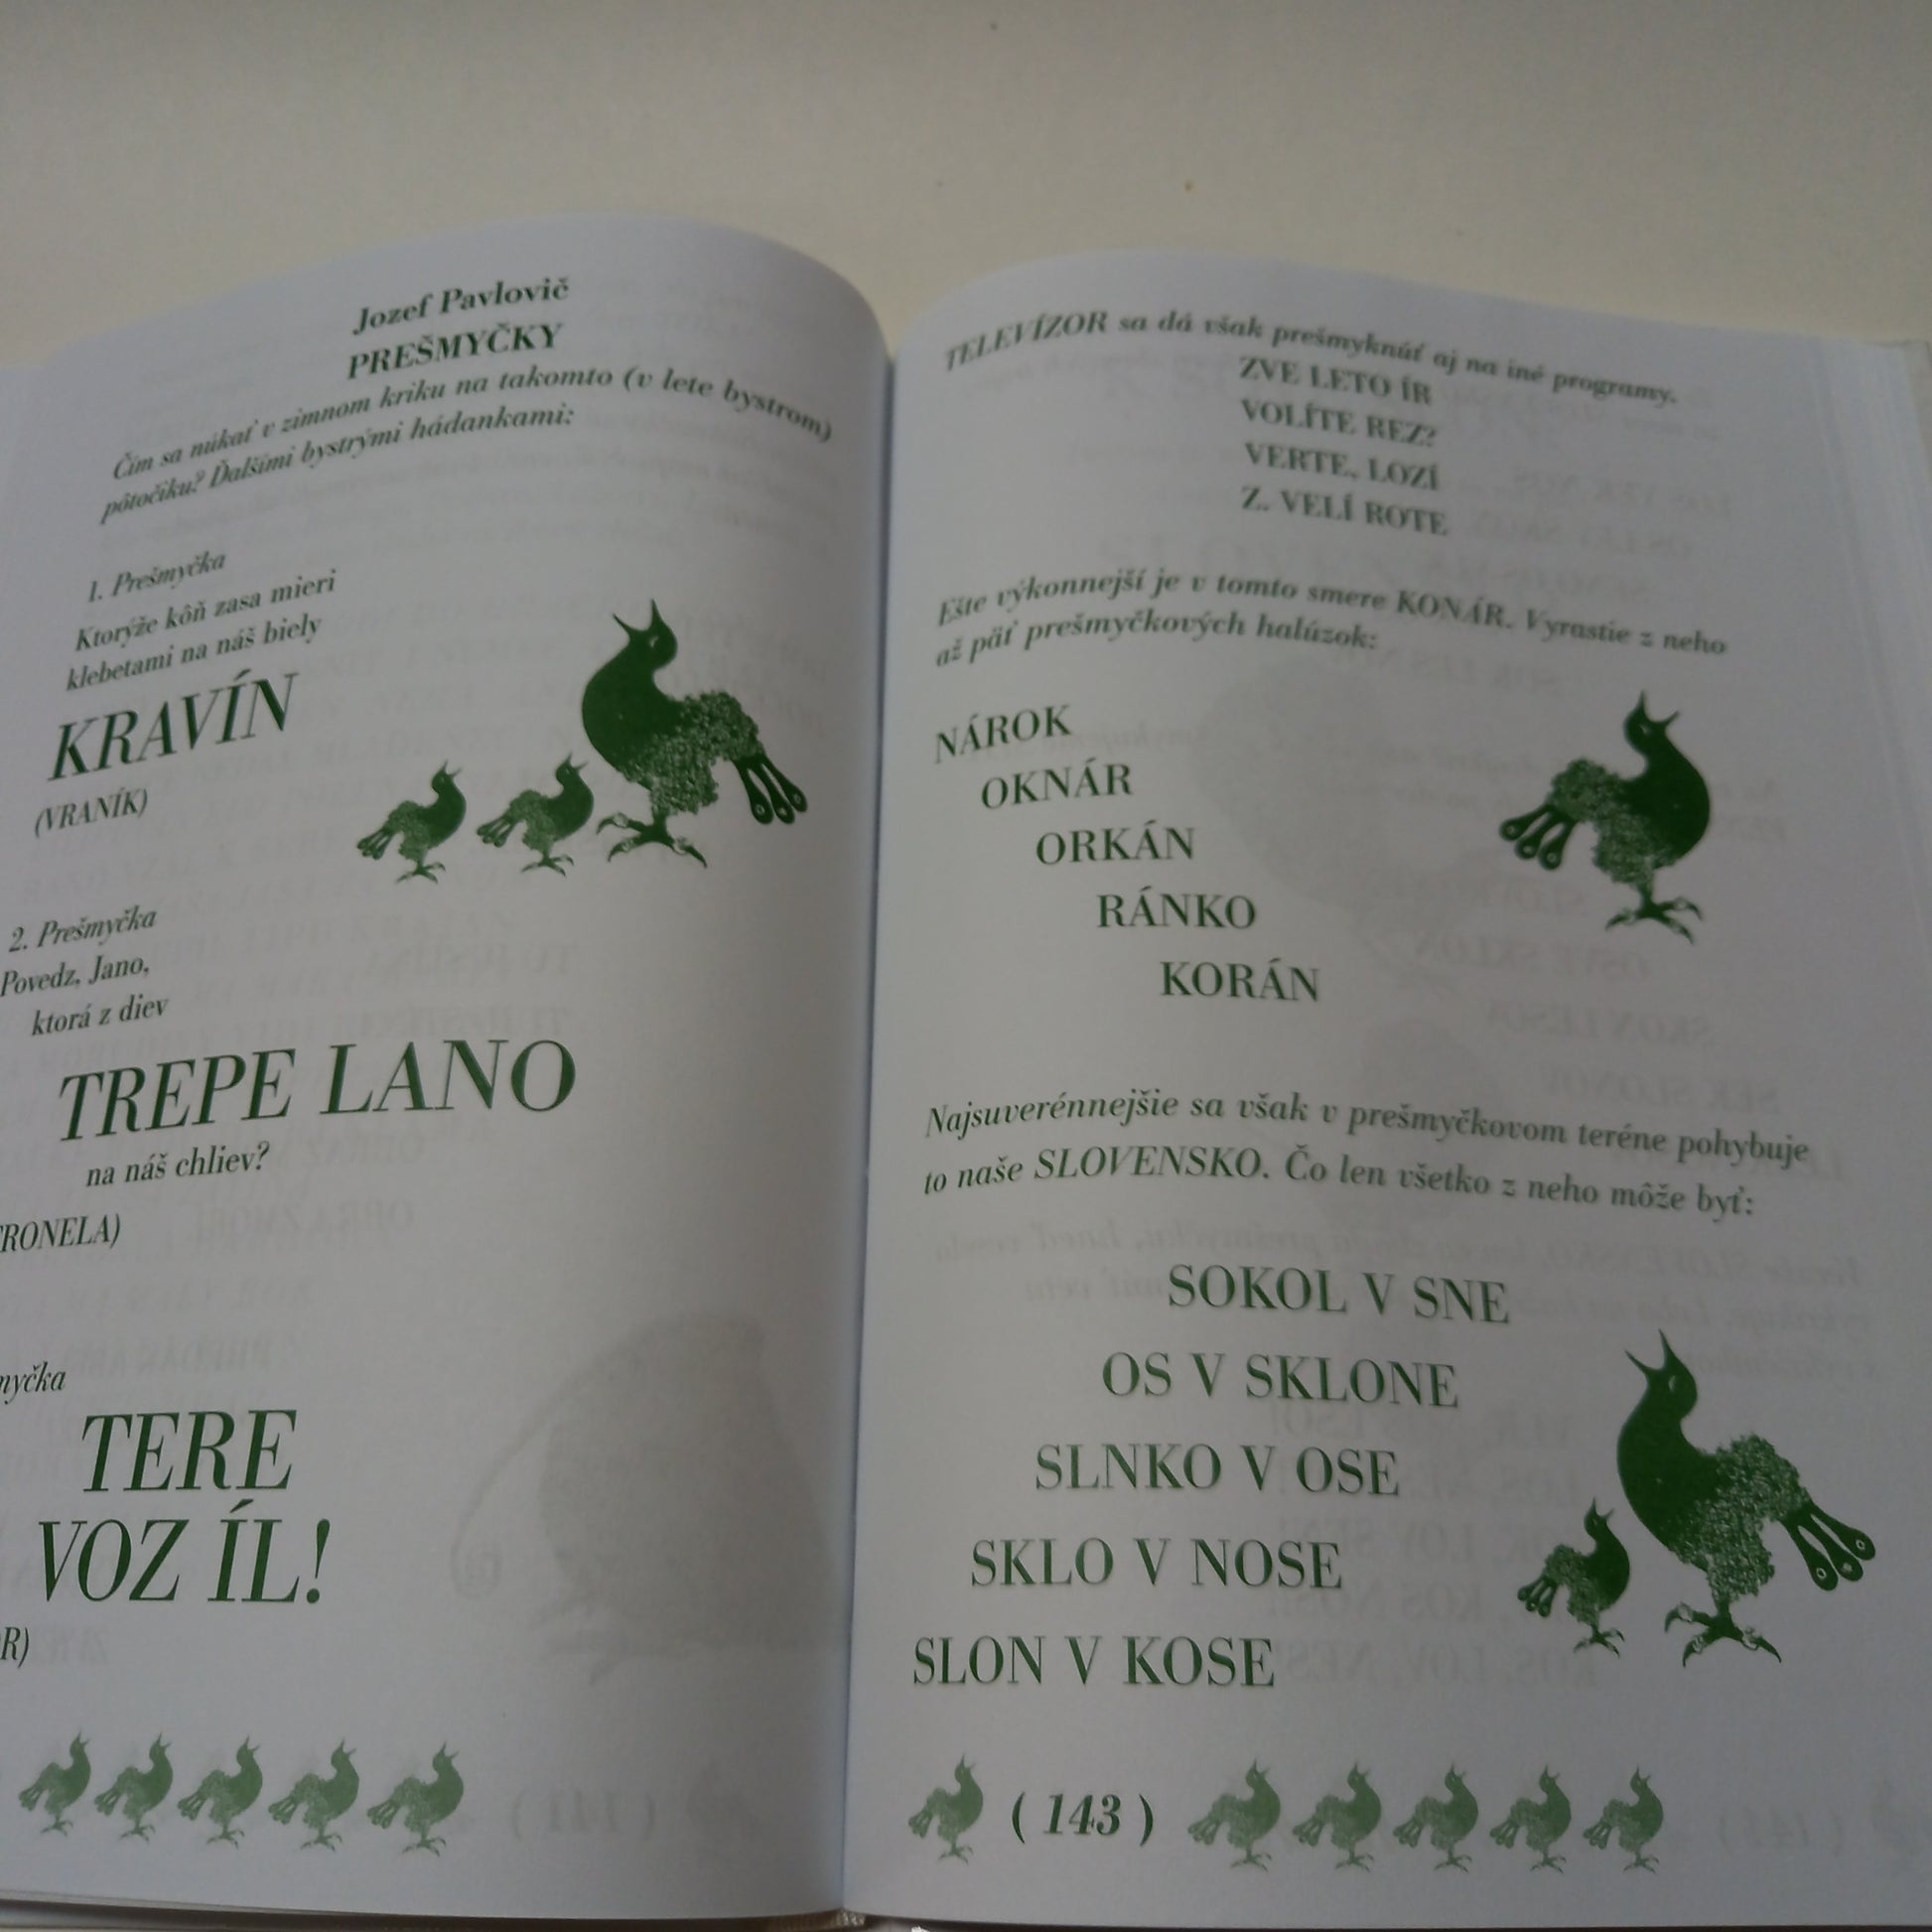 Jozef Pavlovič
PREŠMYČKY
Čím sa núkať v zimnom kriku na takomto (v lete bystrom)
pôtočiku? Ďalšími bystrými hádankami:
1. Prešmyčka
Ktorýže kôň zasa mieri
klebetami na náš biely
KRAVÍN
(VRANÍK)
2. Prešmyčka
Povedz, Jano,
ktorá z diev
TREPE LANO
na náš chliev?
RONELA)
myčka
TERE
VOZ ÍL!
R)
TELEVÍZOR sa dá však prešmyknúť aj na iné programy.
ZVE LETO ÍR
VOLÍTE REZ?
VERTE, LOZÍ
Z. VELÍ ROTE
Ešte výkonnejší je v tomto smere KONÁR. Vyrastie z neho
až päť prešmyčkových halúzok:
NÁROK
OKNÁR
ORKÁN
RÁNKO
KORÁN
Najsuverénnejšie sa však v prešmyčkovom teréne pohybuje
to naše SLOVENSKO. Čo len všetko z neho môže byť:
SOKOL V SNE
OS V SKLONE
SLNKO V OSE
SKLO V NOSE
SLON V KOSE
( 143 )